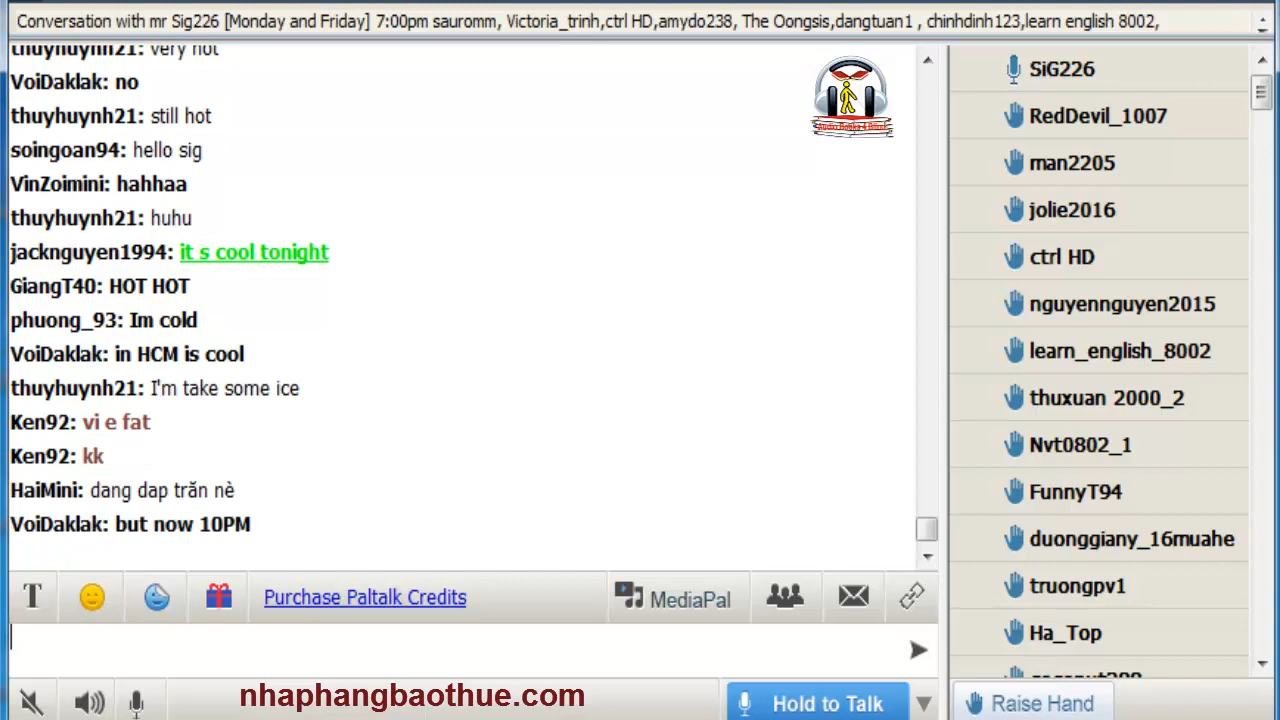 Conversation with mr Sig226 [Monday and Friday] 7:00pm sauromm, Victoria_trinh,ctrl HD,amydo238, The Oongsis,dangtuan1 , chinhdinh123,learn english 8002,
thuyhuynh21: very hot
VoiDaklak: no
thuyhuynh21: still hot
soingoan94: hello sig
VinZoimini: hahhaa
thuyhuynh21: huhu
jacknguyen1994: it s cool tonight
GiangT40: HOT HOT
phuong_93: Im cold
VoiDaklak: in HCM is cool
thuyhuynh21: I'm take some ice
Ken92: vi e fat
Ken92: kk
HaiMini: dang dap trăn nè
VoiDaklak: but now 10PM
SiG226
RedDevil_1007
man2205
jolie2016
ctrl HD
nguyennguyen2015
learn_english_8002
thuxuan 2000_2
Nvt0802_1
FunnyT94
duonggiany_16muahe
truongpv1
Ha_Top
T
Purchase Paltalk Credits
MediaPal
nhaphangbaothue.com
Hold to Talk
Raise Hand